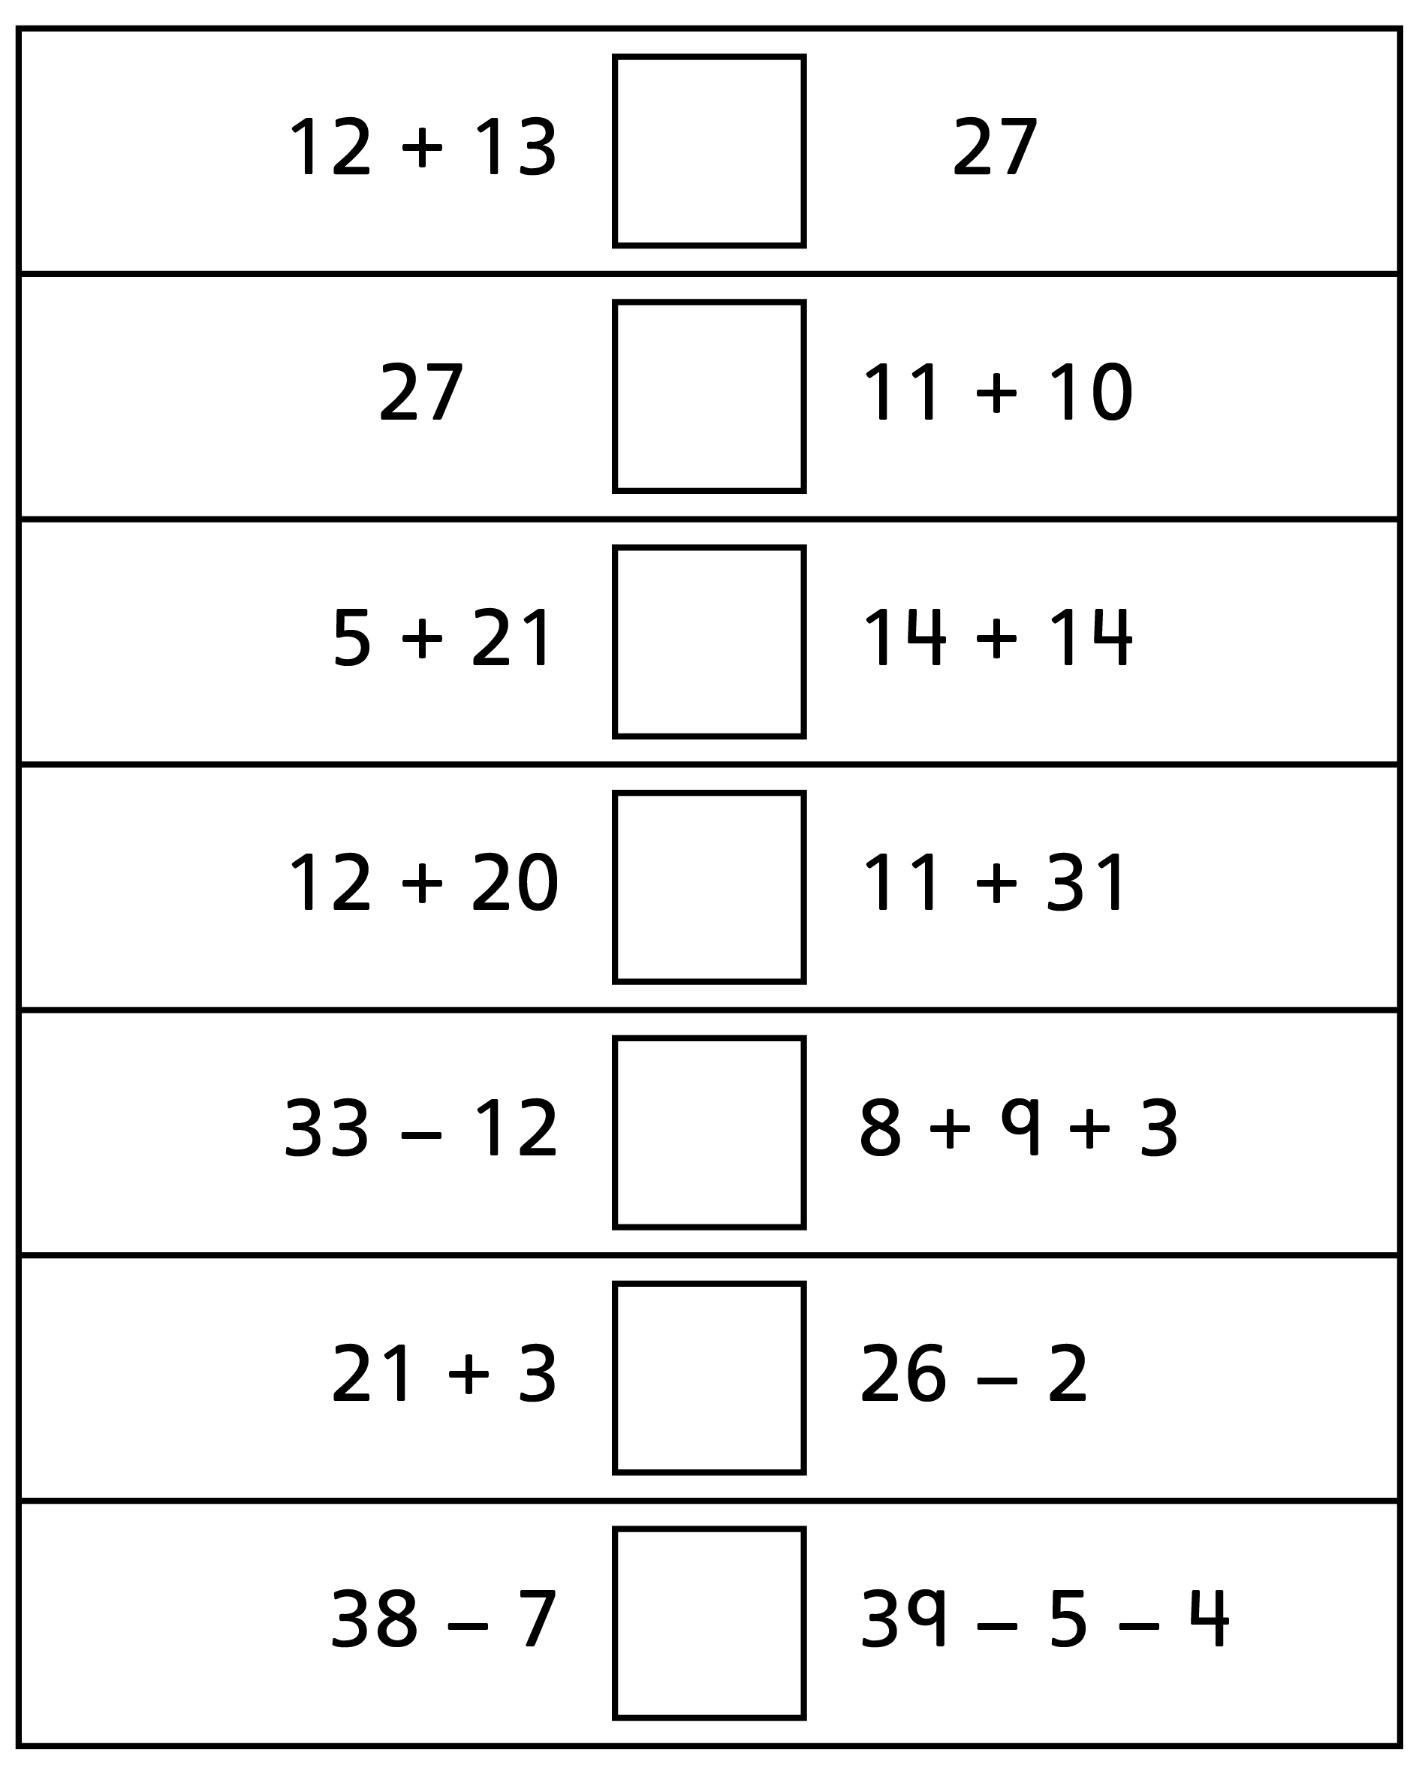 12 + 13 27
27 11 + 10
5 + 21 14 + 14
12 + 20 11 + 31
33 – 12 8 + 9 + 3
21 + 3 26 – 2
38 – 7 39 – 5 – 4